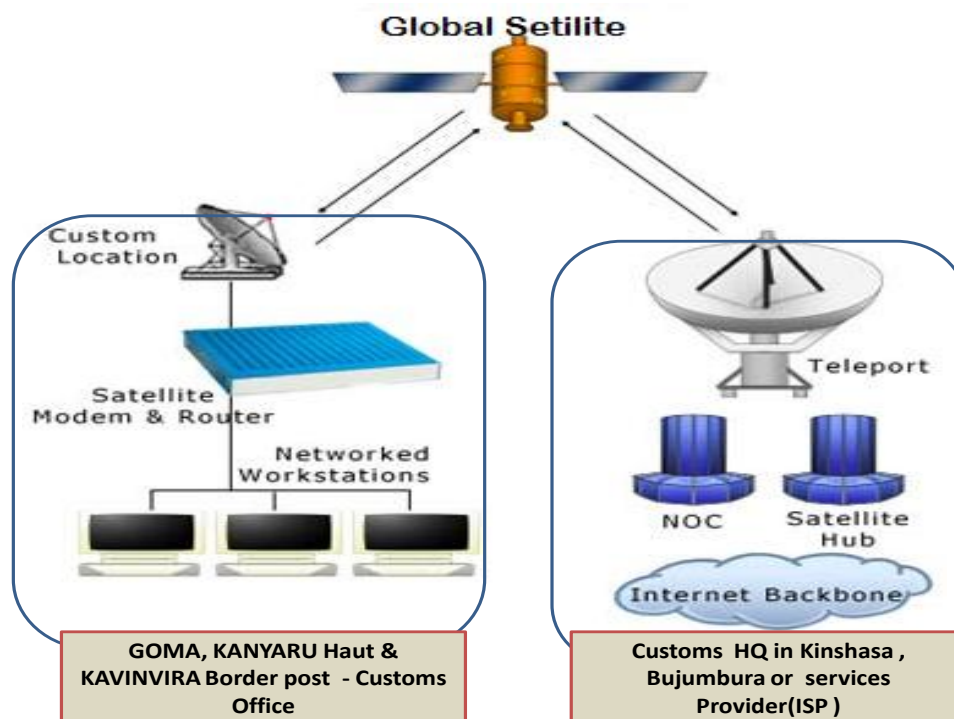 Global Setilite
Custom
Location
Satellite
Modem & Router
Networked
Workstations
GOMA, KANYARU Haut &
KAVINVIRA Border post - Customs
Office
Teleport
NOC
Satellite
Hub
Internet Backbone
Customs HQ in Kinshasa ,
Bujumbura or services
Provider(ISP )